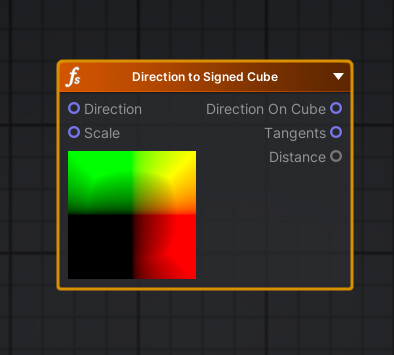 fs Direction to Signed Cube
Direction Direction On Cube
Scale Tangents
Distance